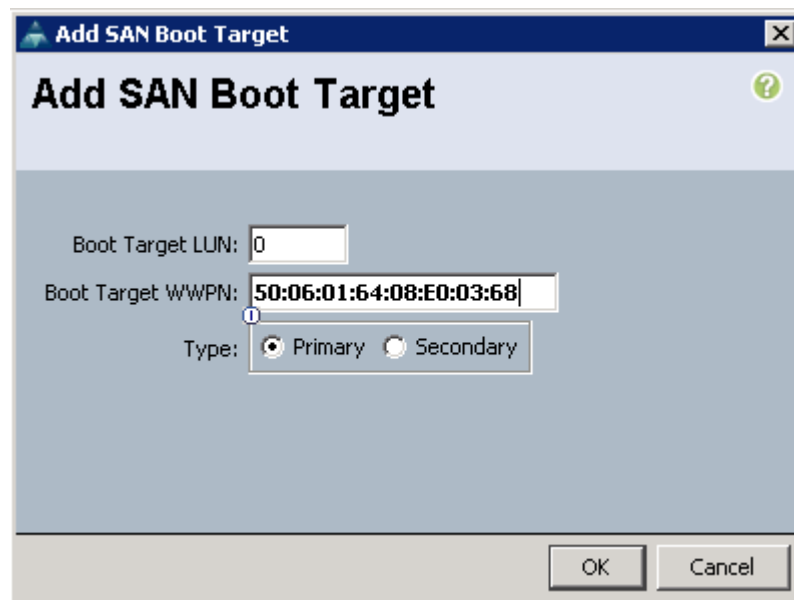 Add SAN Boot Target
Add SAN Boot Target
Boot Target LUN: 0
Boot Target WWPN: 50:06:01:64:08:E0:03:68
Type: Primary Secondary
OK Cancel